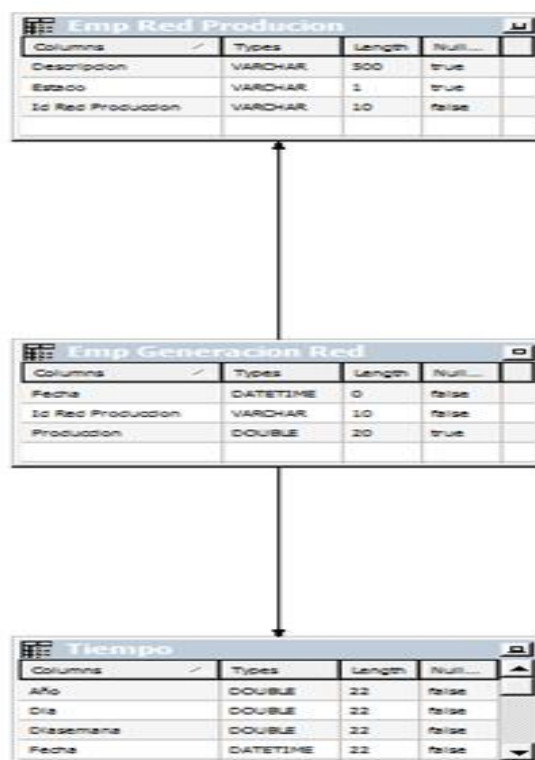 Emp Red Producion
Columns Types Length Null...
Descripcion VARCHAR 500 true
Estado VARCHAR 1 true
Id Red Produccion VARCHAR 10 false
Emp Generacion Red
Columns Types Length Null...
Fecha DATETIME 0 false
Id Red Produccion VARCHAR 10 false
Produccion DOUBLE 20 true
Tiempo
Columns Types Length Null...
Año DOUBLE 22 false
Dia DOUBLE 22 false
Diasemana DOUBLE 22 false
Fecha DATETIME 22 false